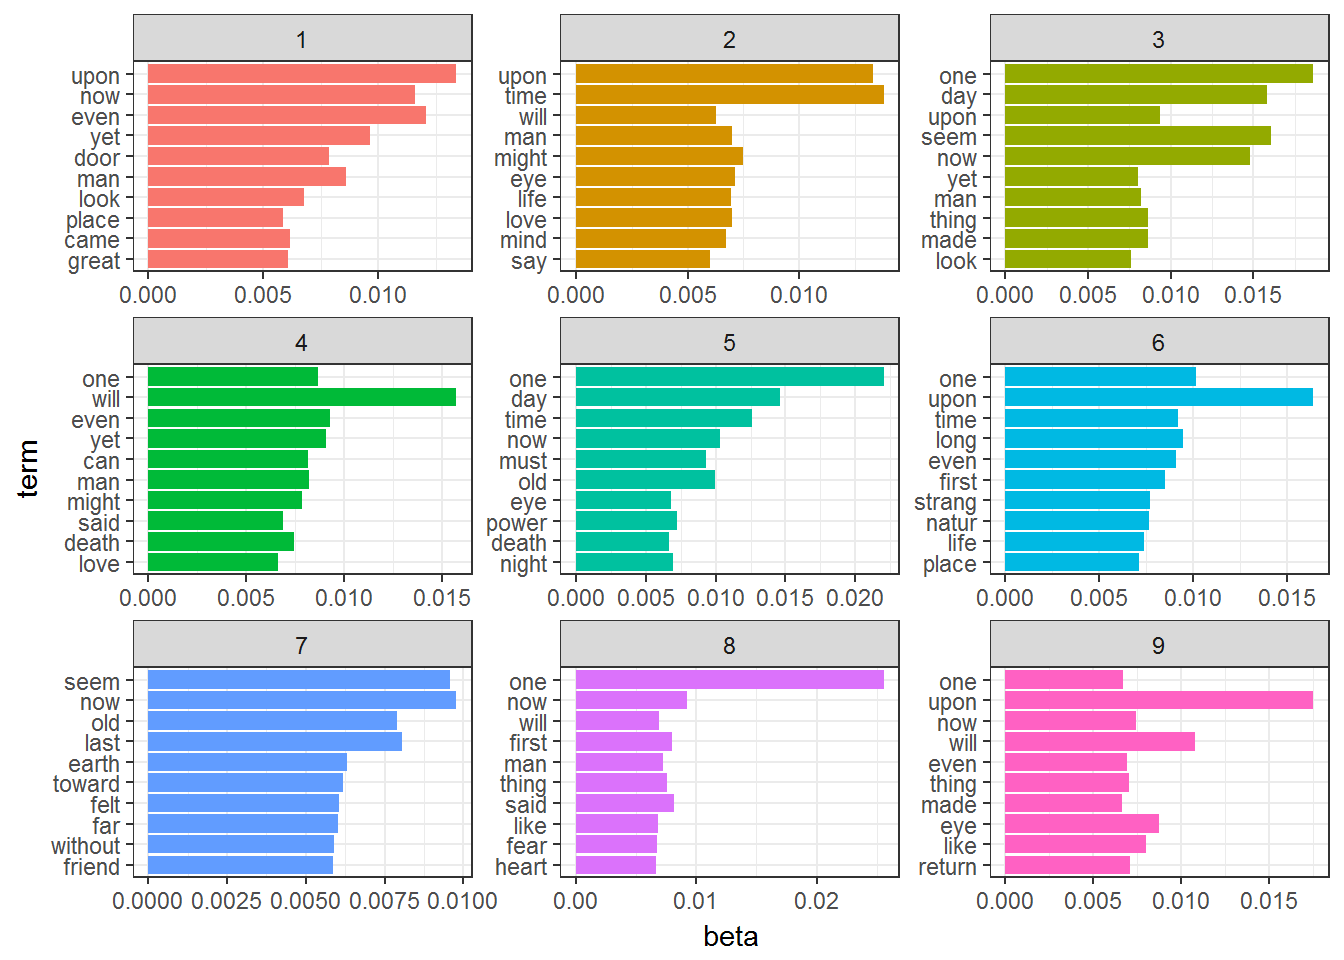 1
upon
now
even
yet
door
man
look
place
came
great
0.000 0.005 0.010
2
upon
time
will
man
might
eye
life
love
mind
say
0.000 0.005 0.010
3
one
day
upon
seem
now
yet
man
thing
made
look
0.000 0.005 0.010 0.015
4
one
will
even
yet
can
man
might
said
death
love
0.000 0.005 0.010 0.015
5
one
day
time
now
must
old
eye
power
death
night
0.000 0.005 0.010 0.015 0.020
6
one
upon
time
long
even
first
strang
natur
life
place
0.000 0.005 0.010 0.015
7
seem
now
old
last
earth
toward
felt
far
without
friend
0.0000 0.0025 0.0050 0.0075 0.0100
8
one
now
will
first
man
thing
said
like
fear
heart
0.00 0.01 0.02
9
one
upon
now
will
even
thing
made
eye
like
return
0.000 0.005 0.010 0.015
term
beta